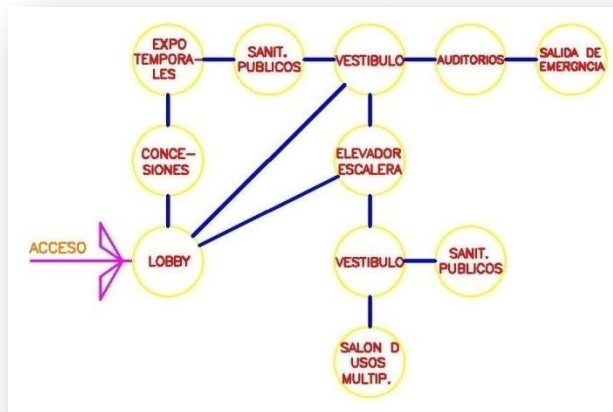 EXPO
TEMPORA-
LES
SANIT.
PUBLICOS
VESTIBULO
AUDITORIOS
SALIDA DE
EMERGNCIA
CONCE-
SIONES
ELEVADOR
ESCALERA
ACCESO
LOBBY
VESTIBULO
SANIT.
PUBLICOS
SALON D
USOS
MULTIP.